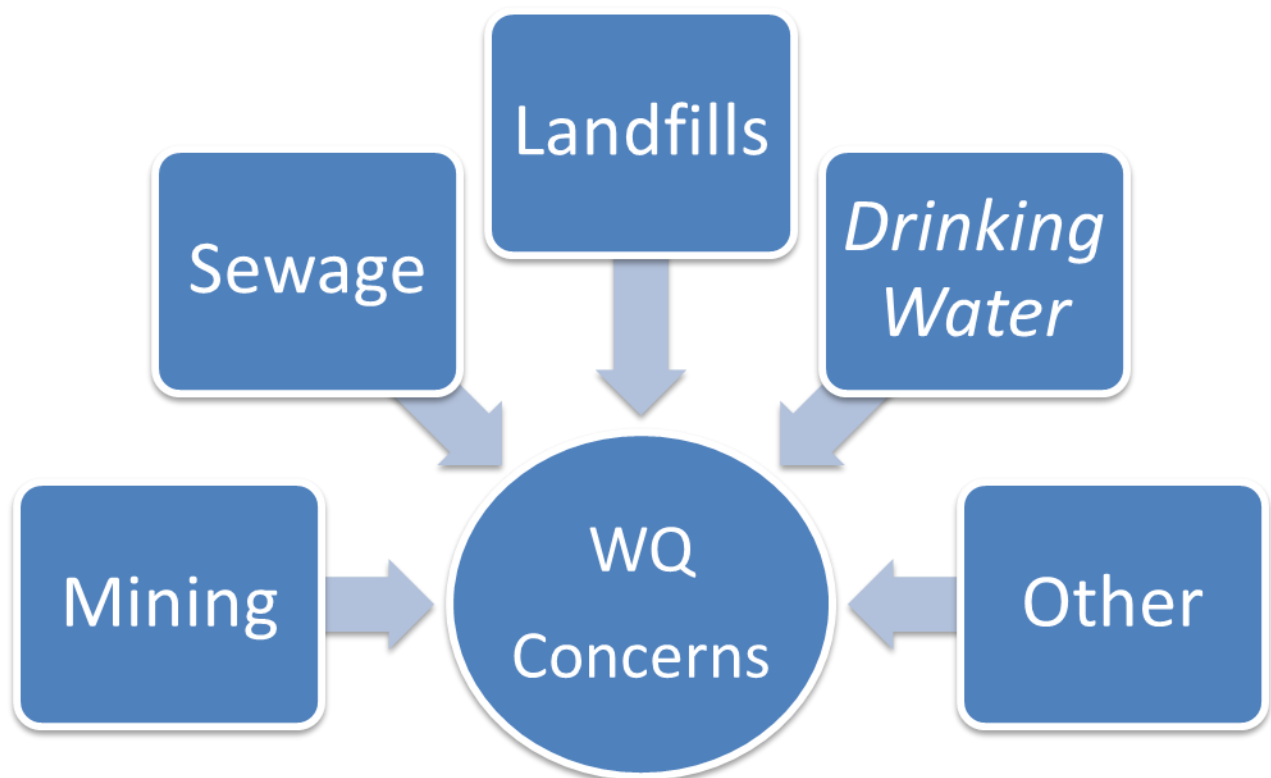 Landfills
Sewage
Drinking
Water
Mining
WQ
Concerns
Other